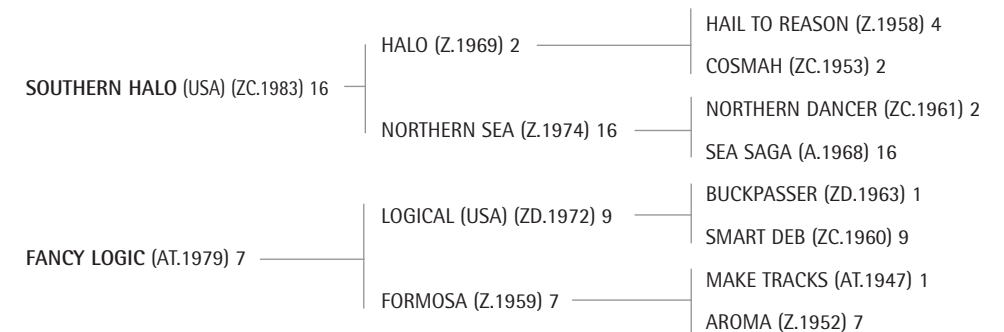 HAIL TO REASON (Z.1958) 4
HALO (Z.1969) 2
COSMAH (ZC.1953) 2
SOUTHERN HALO (USA) (ZC.1983) 16
NORTHERN DANCER (ZC.1961) 2
NORTHERN SEA (Z.1974) 16
SEA SAGA (A.1968) 16
BUCKPASSER (ZD.1963) 1
LOGICAL (USA) (ZD.1972) 9
SMART DEB (ZC.1960) 9
FANCY LOGIC (AT.1979) 7
MAKE TRACKS (AT.1947) 1
FORMOSA (Z.1959) 7
AROMA (Z.1952) 7